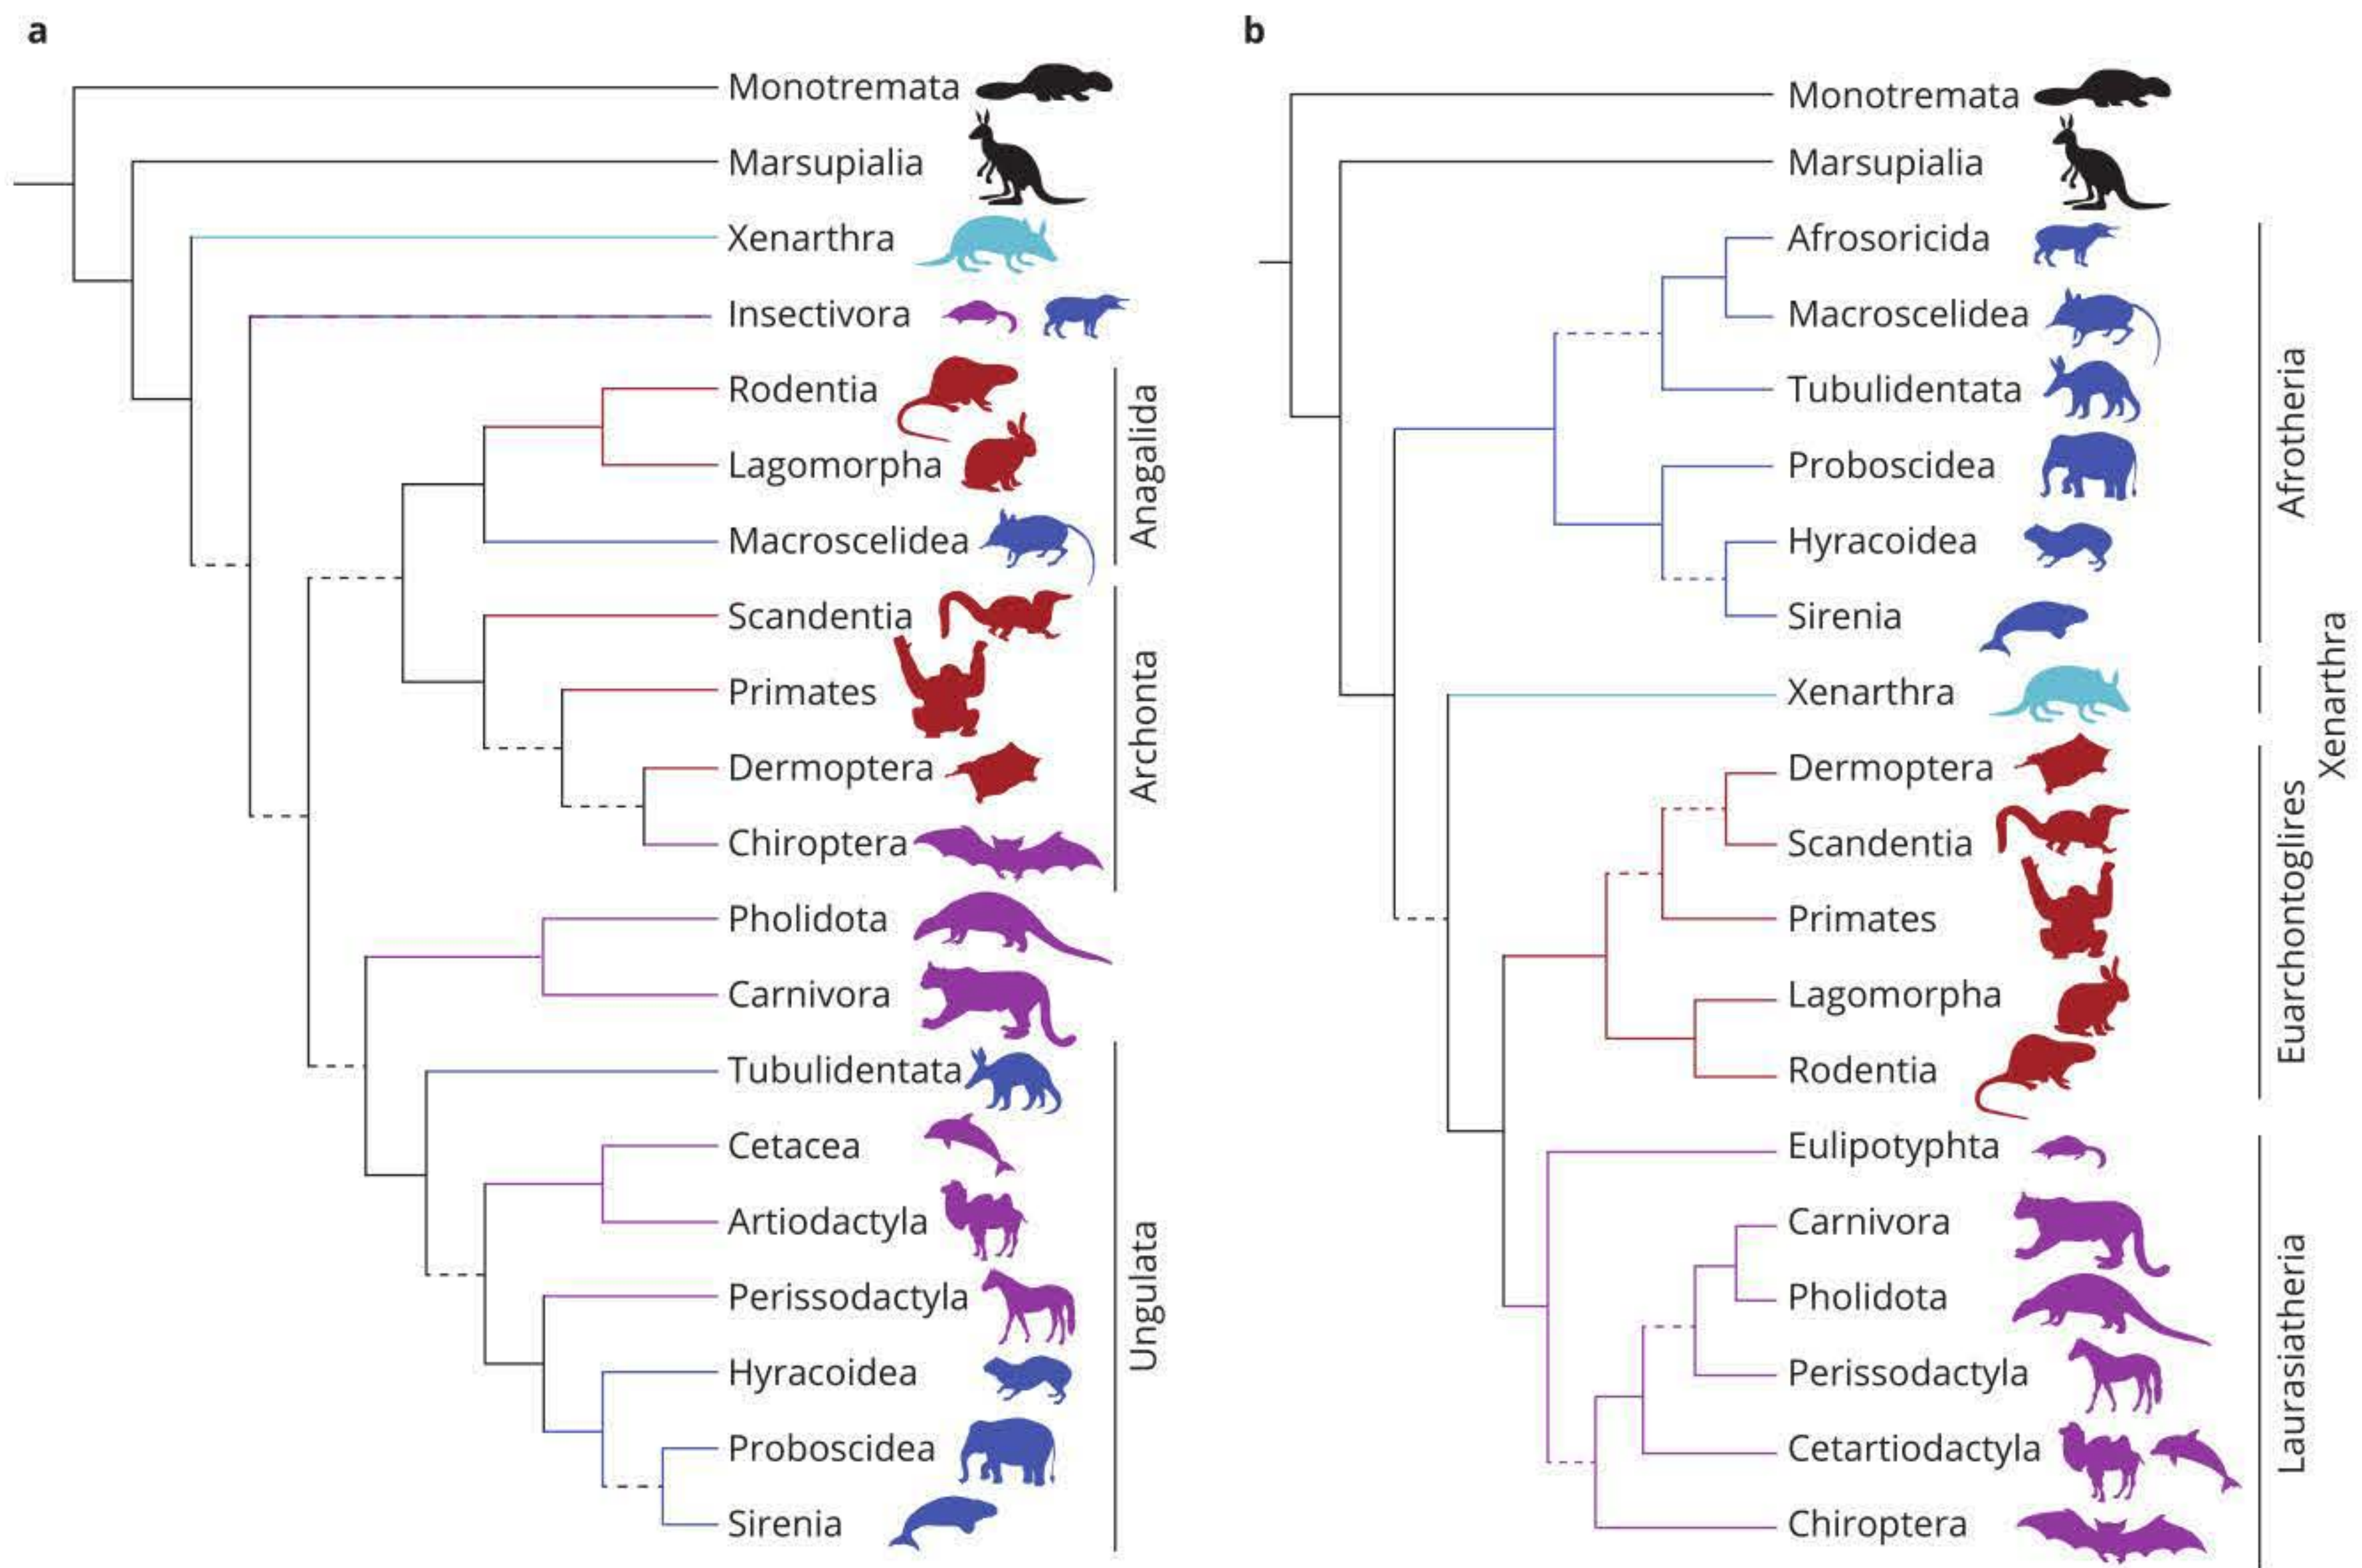 a
Monotremata
Marsupialia
Xenarthra
Insectivora
Rodentia
Lagomorpha
Macroscelidea
Anagalida
Scandentia
Primates
Dermoptera
Chiroptera
Archonta
Pholidota
Carnivora
Tubulidentata
Cetacea
Artiodactyla
Perissodactyla
Hyracoidea
Proboscidea
Sirenia
Ungulata
b
Monotremata
Marsupialia
Afrosoricida
Macroscelidea
Tubulidentata
Proboscidea
Hyracoidea
Sirenia
Afrotheria
Xenarthra
Xenarthra
Dermoptera
Scandentia
Primates
Lagomorpha
Rodentia
Euarchontoglires
Eulipotyphta
Carnivora
Pholidota
Perissodactyla
Cetartiodactyla
Chiroptera
Laurasiatheria